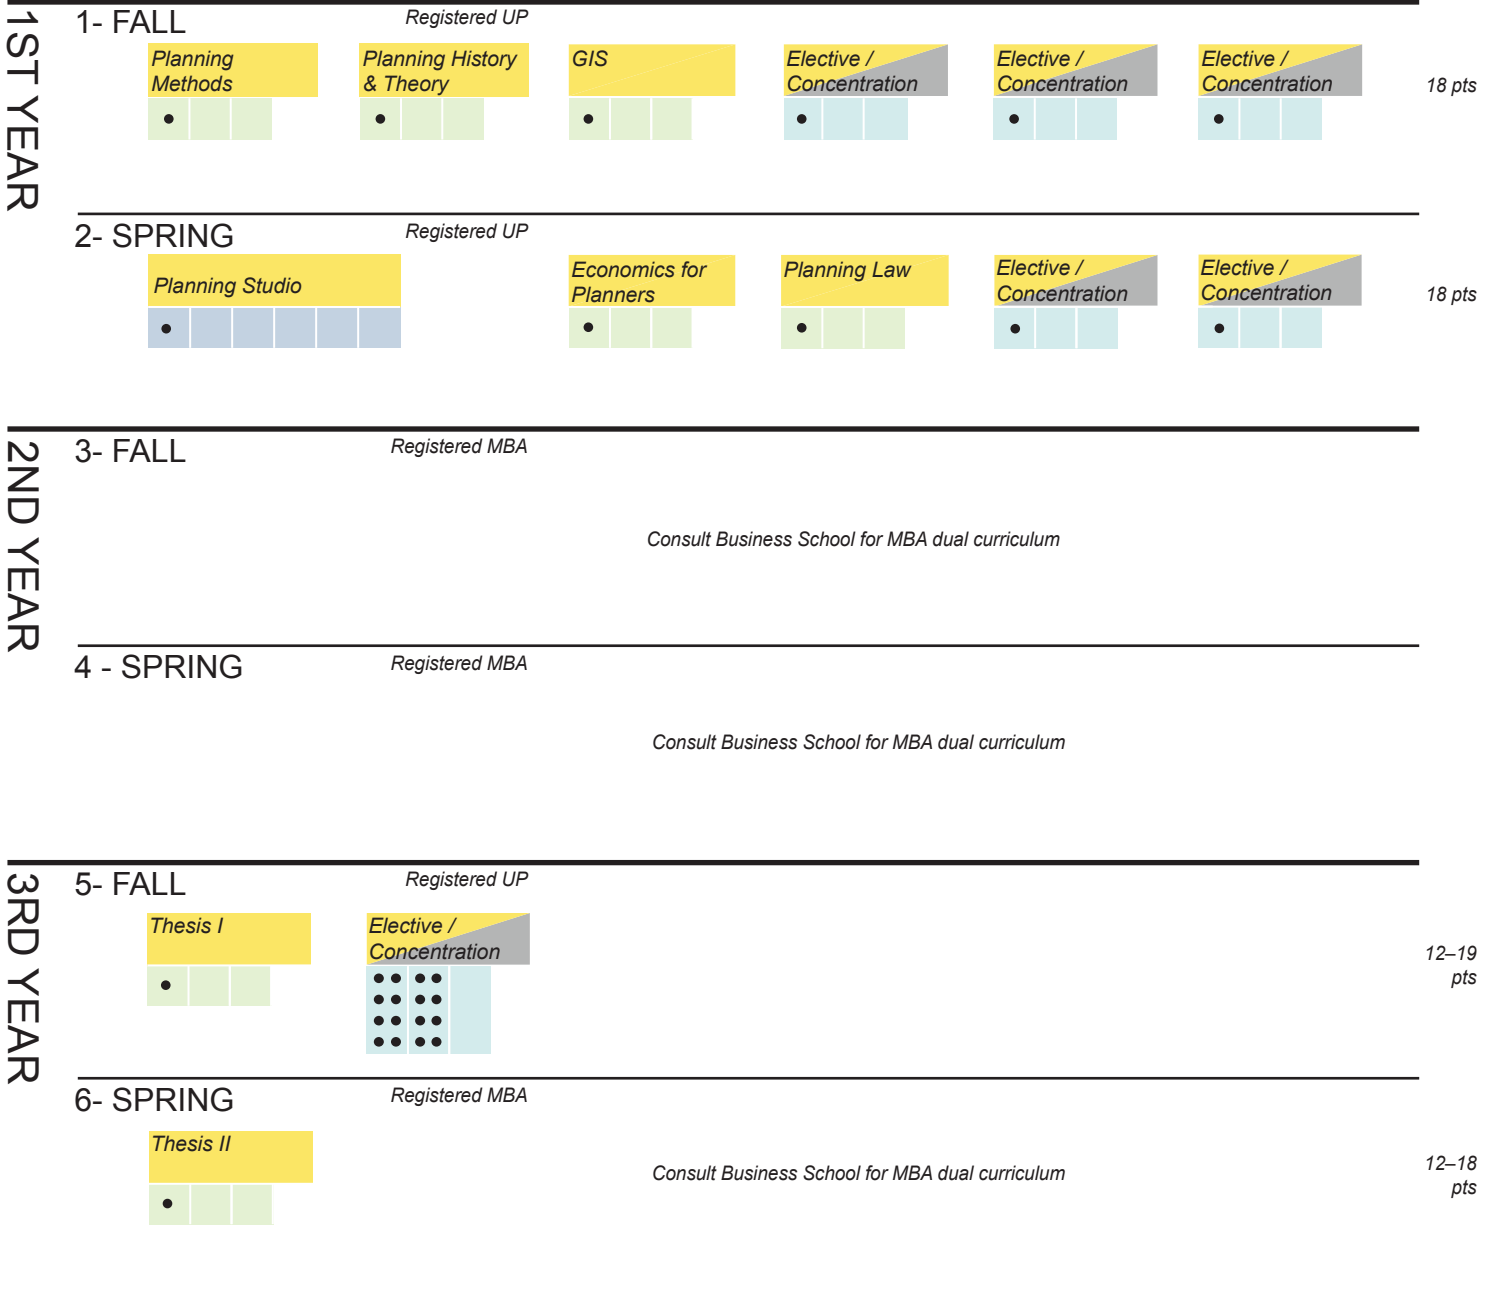 1ST YEAR
1- FALL
Registered UP
Planning
Methods
Planning History
& Theory
GIS
Elective /
Concentration
Elective /
Concentration
Elective /
Concentration
18 pts
2- SPRING
Registered UP
Planning Studio
Economics for
Planners
Planning Law
Elective /
Concentration
Elective /
Concentration
18 pts
2ND YEAR
3- FALL
Registered MBA
Consult Business School for MBA dual curriculum
4 - SPRING
Registered MBA
Consult Business School for MBA dual curriculum
3RD YEAR
5- FALL
Registered UP
Thesis I
Elective /
Concentration
12–19
pts
6- SPRING
Registered MBA
Thesis II
Consult Business School for MBA dual curriculum
12–18
pts